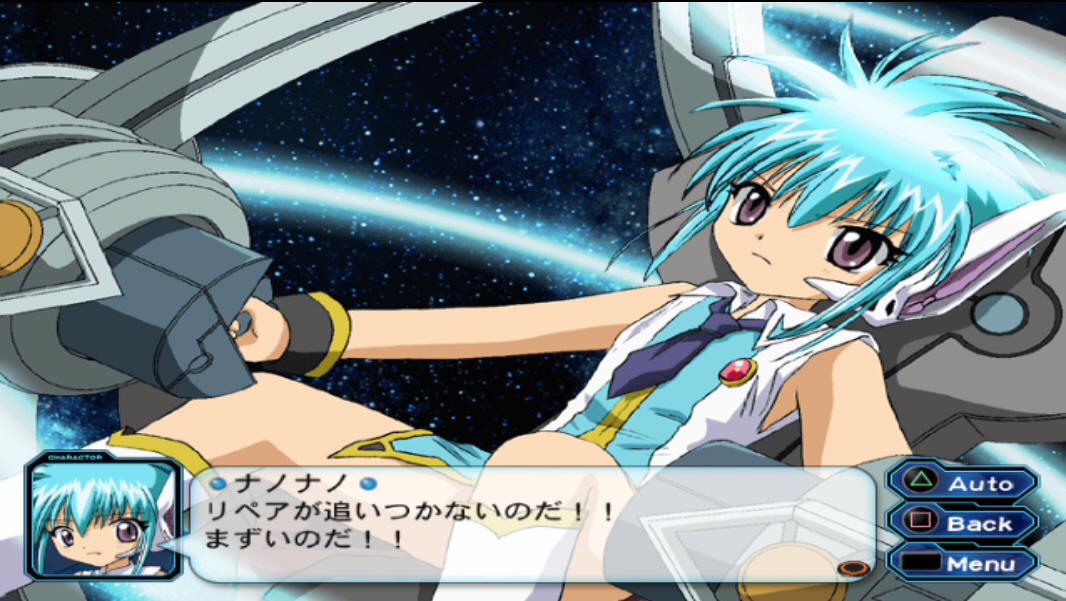 CHARACTOR
ナノナノ
リペアが追いつかないのだ！！
まずいのだ！！
Auto
Back
Menu